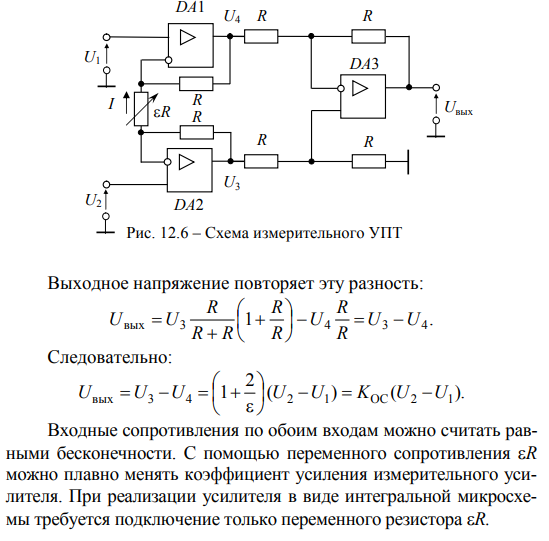 DA1
U4 R R
U1
DA3
I εR R
R
Uвых
R R
U2 U3
DA2
Рис. 12.6 – Схема измерительного УПТ
Выходное напряжение повторяет эту разность:
Uвых = U3 R/(R + R) (1 + R/R) − U4 R/R = U3 − U4.
Следовательно:
Uвых = U3 − U4 = (1 + 2/ε)(U2 − U1) = KОС(U2 − U1).
Входные сопротивления по обоим входам можно считать рав-
ными бесконечности. С помощью переменного сопротивления εR
можно плавно менять коэффициент усиления измерительного уси-
лителя. При реализации усилителя в виде интегральной микросхе-
мы требуется подключение только переменного резистора εR.